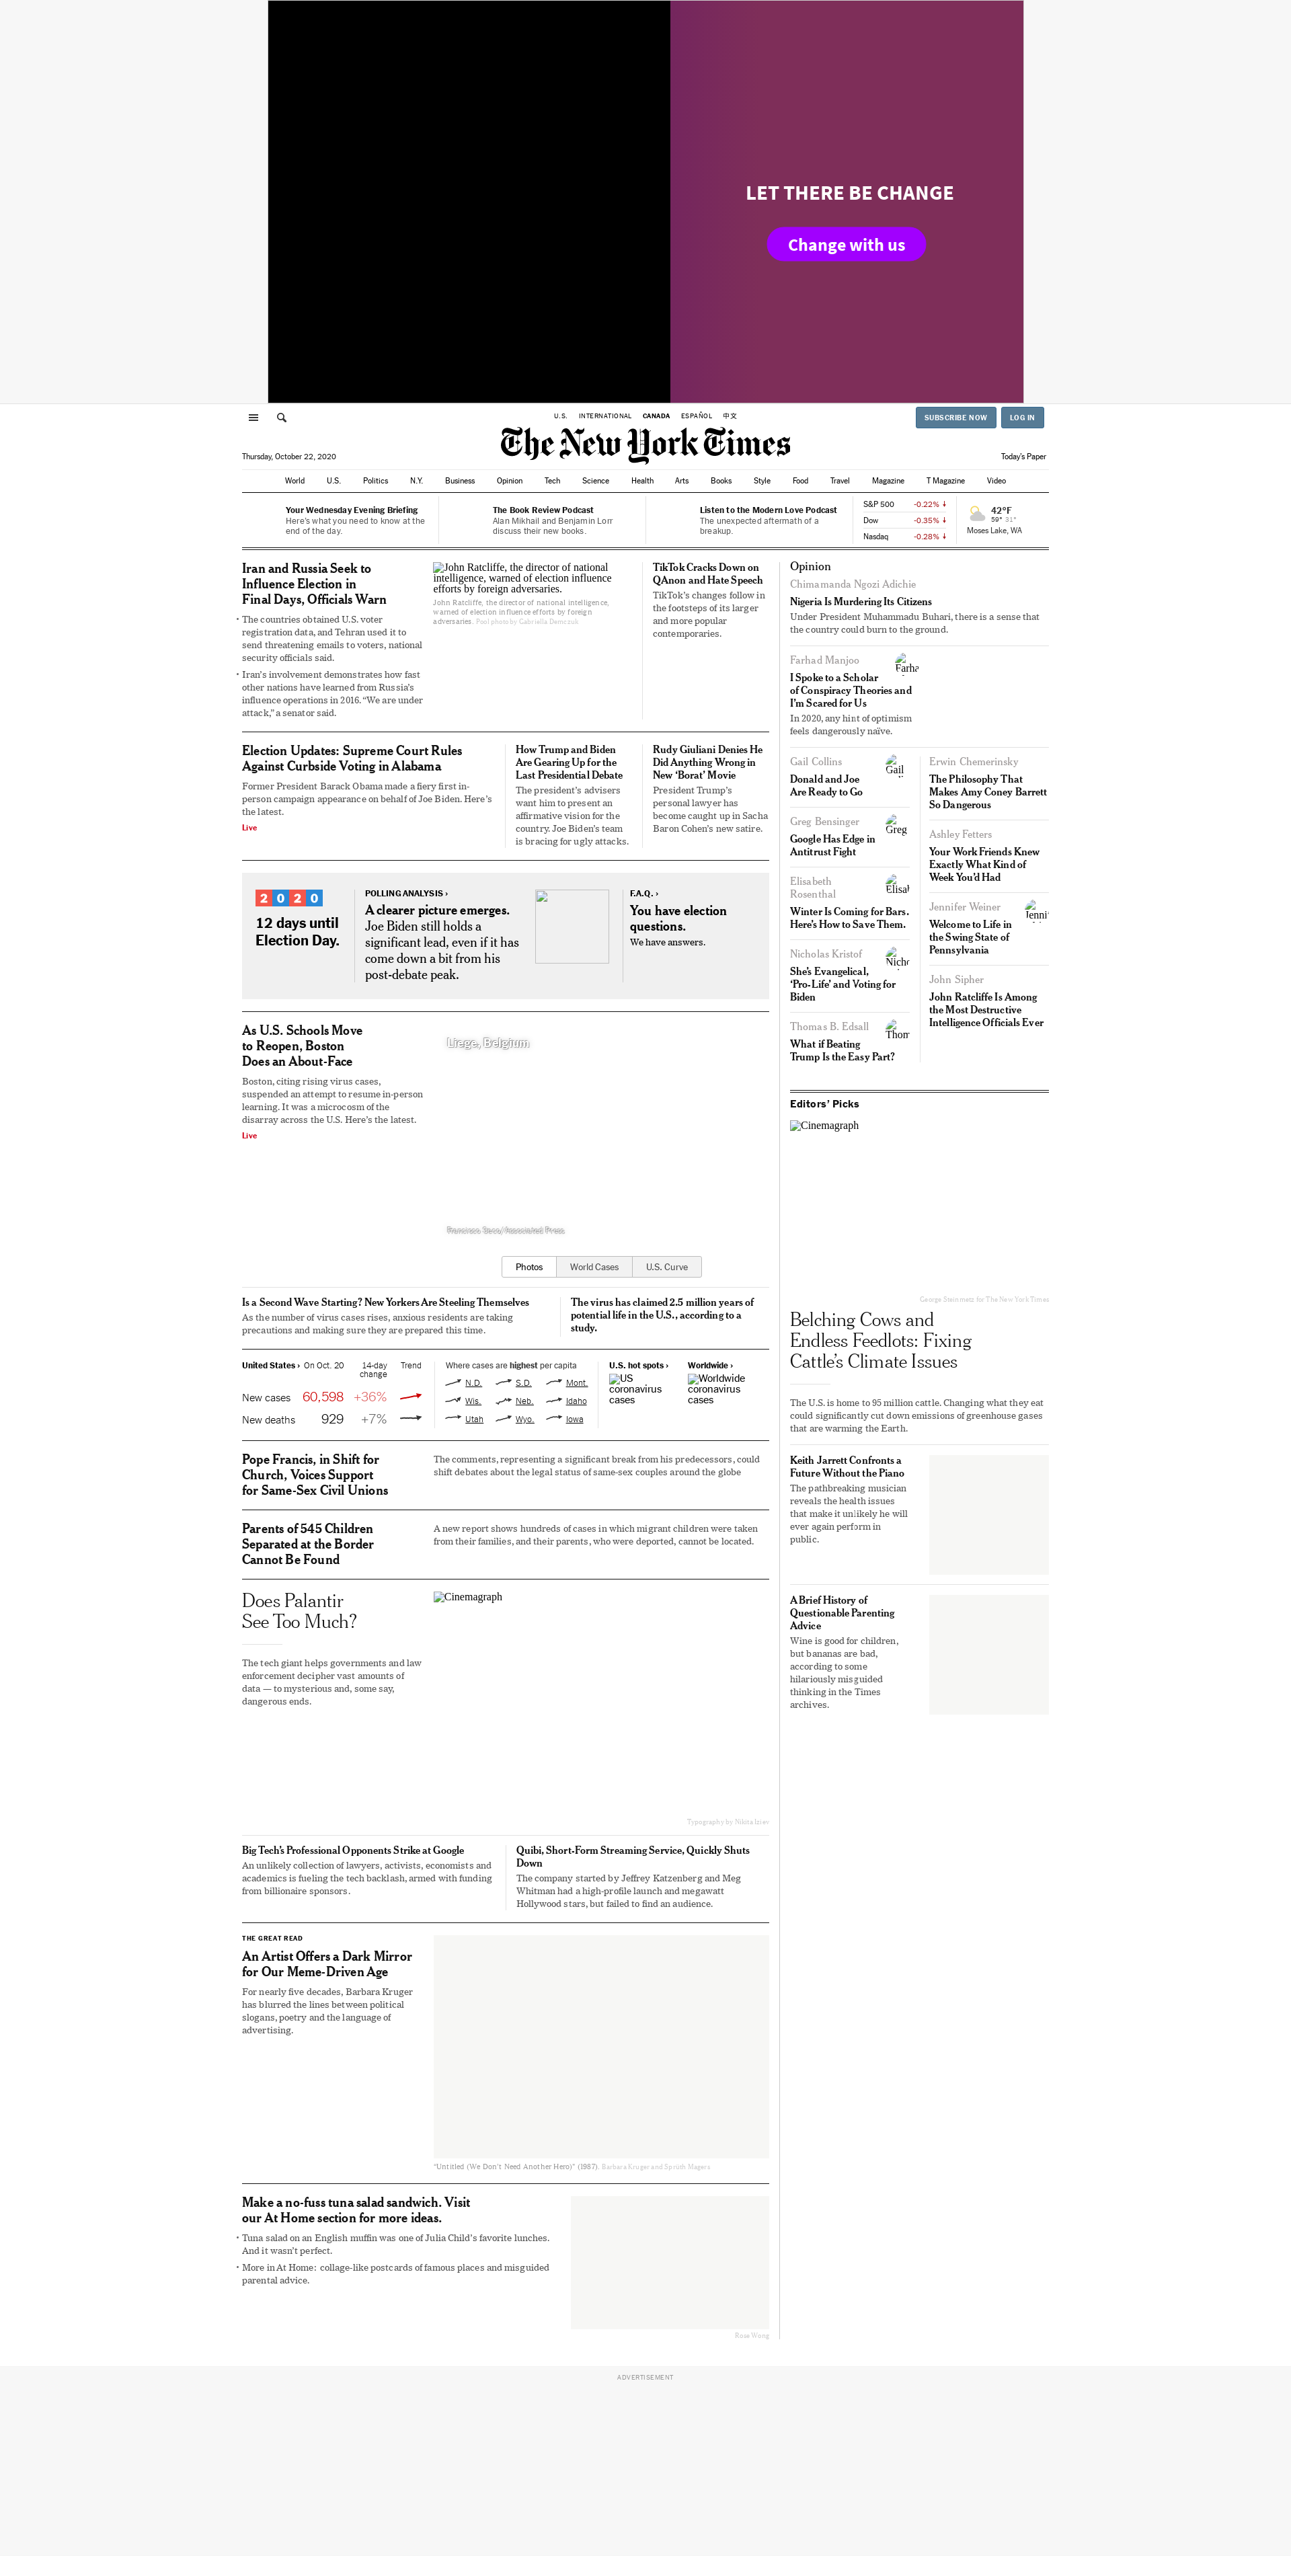 LET THERE BE CHANGE
Change with us
U.S.
INTERNATIONAL
CANADA
ESPAÑOL
中文
SUBSCRIBE NOW
LOG IN
The New York Times
Thursday, October 22, 2020
Today's Paper
World
U.S.
Politics
N.Y.
Business
Opinion
Tech
Science
Health
Arts
Books
Style
Food
Travel
Magazine
T Magazine
Video
Your Wednesday Evening Briefing
Here's what you need to know at the
end of the day.
The Book Review Podcast
Alan Mikhail and Benjamin Lorr
discuss their new books.
Listen to the Modern Love Podcast
The unexpected aftermath of a
breakup.
S&P 500 -0.22% ↓
Dow -0.35% ↓
Nasdaq -0.28% ↓
42°F
59° 31°
Moses Lake, WA
Iran and Russia Seek to
Influence Election in
Final Days, Officials Warn
• The countries obtained U.S. voter
registration data, and Tehran used it to
send threatening emails to voters, national
security officials said.
• Iran's involvement demonstrates how fast
other nations have learned from Russia's
influence operations in 2016. "We are under
attack," a senator said.
John Ratcliffe, the director of national
intelligence, warned of election influence
efforts by foreign adversaries.
John Ratcliffe, the director of national intelligence,
warned of election influence efforts by foreign
adversaries. Pool photo by Gabriella Demczuk
TikTok Cracks Down on
QAnon and Hate Speech
TikTok's changes follow in
the footsteps of its larger
and more popular
contemporaries.
Election Updates: Supreme Court Rules
Against Curbside Voting in Alabama
Former President Barack Obama made a fiery first in-
person campaign appearance on behalf of Joe Biden. Here's
the latest.
Live
How Trump and Biden
Are Gearing Up for the
Last Presidential Debate
The president's advisers
want him to present an
affirmative vision for the
country. Joe Biden's team
is bracing for ugly attacks.
Rudy Giuliani Denies He
Did Anything Wrong in
New 'Borat' Movie
President Trump's
personal lawyer has
become caught up in Sacha
Baron Cohen's new satire.
2020
12 days until
Election Day.
POLLING ANALYSIS ›
A clearer picture emerges.
Joe Biden still holds a
significant lead, even if it has
come down a bit from his
post-debate peak.
F.A.Q. ›
You have election
questions.
We have answers.
As U.S. Schools Move
to Reopen, Boston
Does an About-Face
Boston, citing rising virus cases,
suspended an attempt to resume in-person
learning. It was a microcosm of the
disarray across the U.S. Here's the latest.
Live
Liege, Belgium
Francisco Seco/Associated Press
Photos
World Cases
U.S. Curve
Is a Second Wave Starting? New Yorkers Are Steeling Themselves
As the number of virus cases rises, anxious residents are taking
precautions and making sure they are prepared this time.
The virus has claimed 2.5 million years of
potential life in the U.S., according to a
study.
United States › On Oct. 20 14-day Trend
change
New cases 60,598 +36%
New deaths 929 +7%
Where cases are highest per capita
N.D. S.D. Mont.
Wis. Neb. Idaho
Utah Wyo. Iowa
U.S. hot spots ›
US
coronavirus
cases
Worldwide ›
Worldwide
coronavirus
cases
Pope Francis, in Shift for
Church, Voices Support
for Same-Sex Civil Unions
The comments, representing a significant break from his predecessors, could
shift debates about the legal status of same-sex couples around the globe
Parents of 545 Children
Separated at the Border
Cannot Be Found
A new report shows hundreds of cases in which migrant children were taken
from their families, and their parents, who were deported, cannot be located.
Does Palantir
See Too Much?
The tech giant helps governments and law
enforcement decipher vast amounts of
data — to mysterious and, some say,
dangerous ends.
Cinemagraph
Typography by Nikita Iziev
Big Tech's Professional Opponents Strike at Google
An unlikely collection of lawyers, activists, economists and
academics is fueling the tech backlash, armed with funding
from billionaire sponsors.
Quibi, Short-Form Streaming Service, Quickly Shuts
Down
The company started by Jeffrey Katzenberg and Meg
Whitman had a high-profile launch and megawatt
Hollywood stars, but failed to find an audience.
THE GREAT READ
An Artist Offers a Dark Mirror
for Our Meme-Driven Age
For nearly five decades, Barbara Kruger
has blurred the lines between political
slogans, poetry and the language of
advertising.
"Untitled (We Don't Need Another Hero)" (1987). Barbara Kruger and Sprüth Magers
Make a no-fuss tuna salad sandwich. Visit
our At Home section for more ideas.
• Tuna salad on an English muffin was one of Julia Child's favorite lunches.
And it wasn't perfect.
• More in At Home: collage-like postcards of famous places and misguided
parental advice.
Rose Wong
Opinion
Chimamanda Ngozi Adichie
Nigeria Is Murdering Its Citizens
Under President Muhammadu Buhari, there is a sense that
the country could burn to the ground.
Farhad Manjoo
I Spoke to a Scholar
of Conspiracy Theories and
I'm Scared for Us
In 2020, any hint of optimism
feels dangerously naïve.
Gail Collins
Gail
Donald and Joe
Are Ready to Go
Greg Bensinger
Greg
Google Has Edge in
Antitrust Fight
Elisabeth
Rosenthal
Winter Is Coming for Bars.
Here's How to Save Them.
Nicholas Kristof
She's Evangelical,
'Pro-Life' and Voting for
Biden
Thomas B. Edsall
What if Beating
Trump Is the Easy Part?
Erwin Chemerinsky
The Philosophy That
Makes Amy Coney Barrett
So Dangerous
Ashley Fetters
Your Work Friends Knew
Exactly What Kind of
Week You'd Had
Jennifer Weiner
Welcome to Life in
the Swing State of
Pennsylvania
John Sipher
John Ratcliffe Is Among
the Most Destructive
Intelligence Officials Ever
Editors' Picks
Cinemagraph
George Steinmetz for The New York Times
Belching Cows and
Endless Feedlots: Fixing
Cattle's Climate Issues
The U.S. is home to 95 million cattle. Changing what they eat
could significantly cut down emissions of greenhouse gases
that are warming the Earth.
Keith Jarrett Confronts a
Future Without the Piano
The pathbreaking musician
reveals the health issues
that make it unlikely he will
ever again perform in
public.
A Brief History of
Questionable Parenting
Advice
Wine is good for children,
but bananas are bad,
according to some
hilariously misguided
thinking in the Times
archives.
ADVERTISEMENT